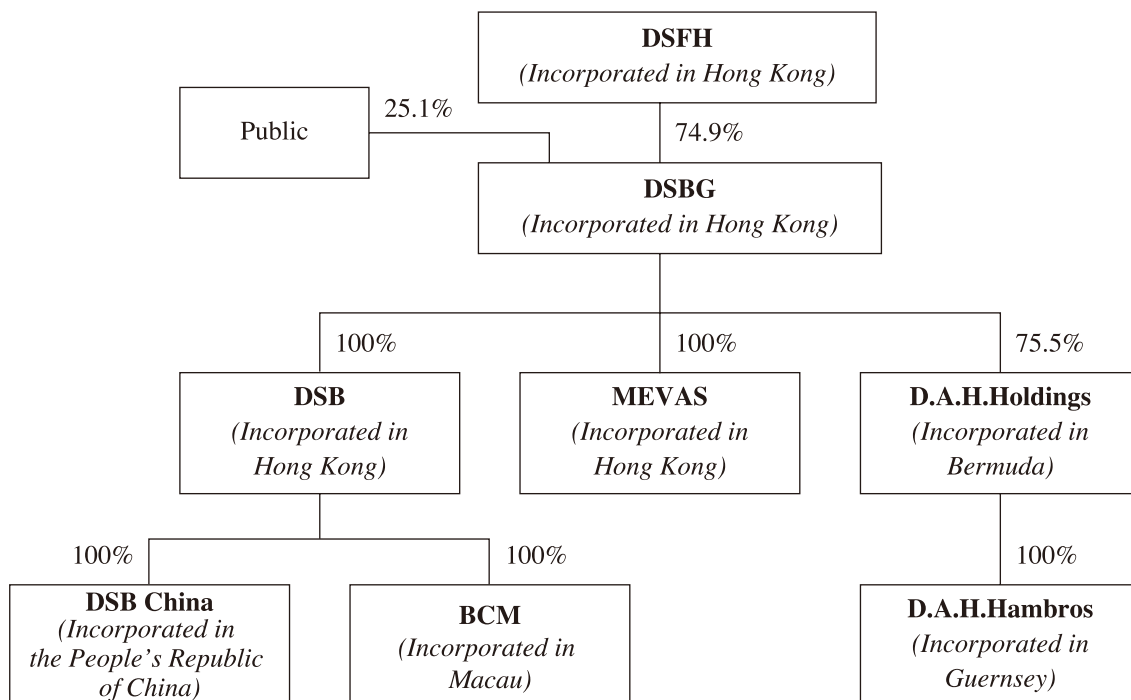 DSFH
(Incorporated in Hong Kong)
Public
25.1%
74.9%
DSBG
(Incorporated in Hong Kong)
100%
100%
75.5%
DSB
(Incorporated in
Hong Kong)
MEVAS
(Incorporated in
Hong Kong)
D.A.H.Holdings
(Incorporated in
Bermuda)
100%
100%
100%
DSB China
(Incorporated in
the People's Republic
of China)
BCM
(Incorporated in
Macau)
D.A.H.Hambros
(Incorporated in
Guernsey)